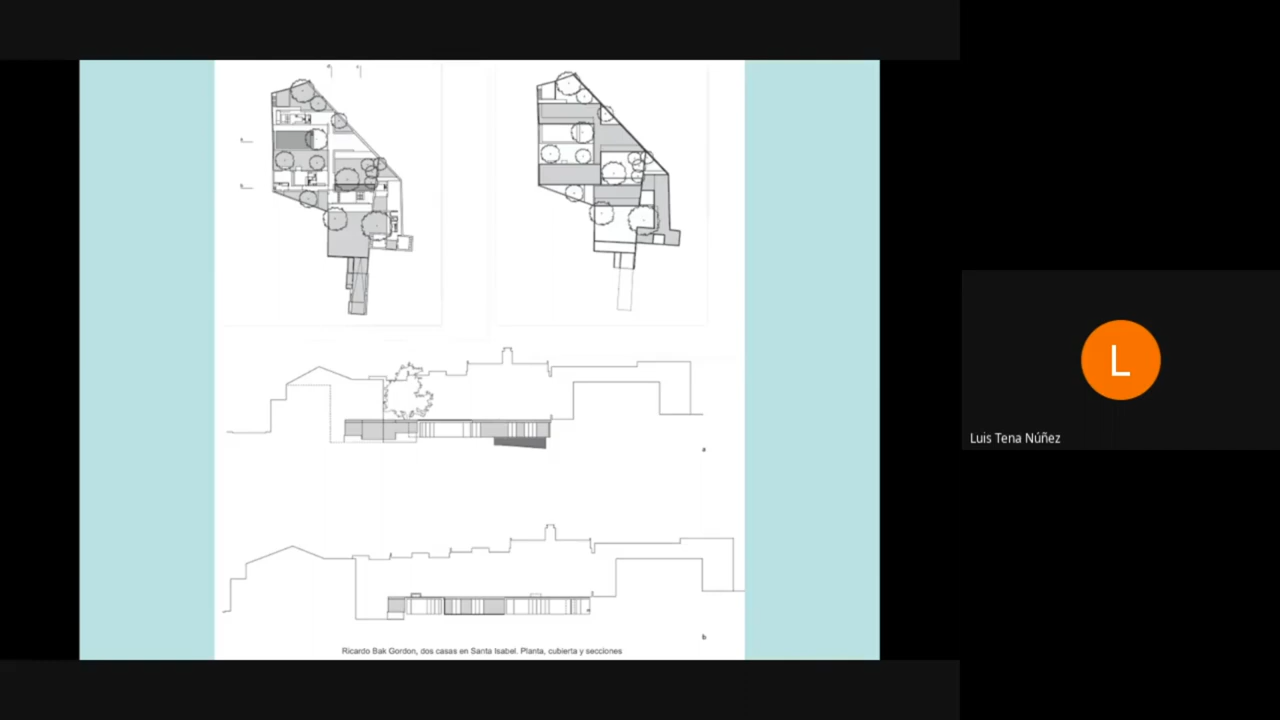 a
b
Ricardo Bak Gordon, dos casas en Santa Isabel. Planta, cubierta y secciones
L
Luis Tena Núñez